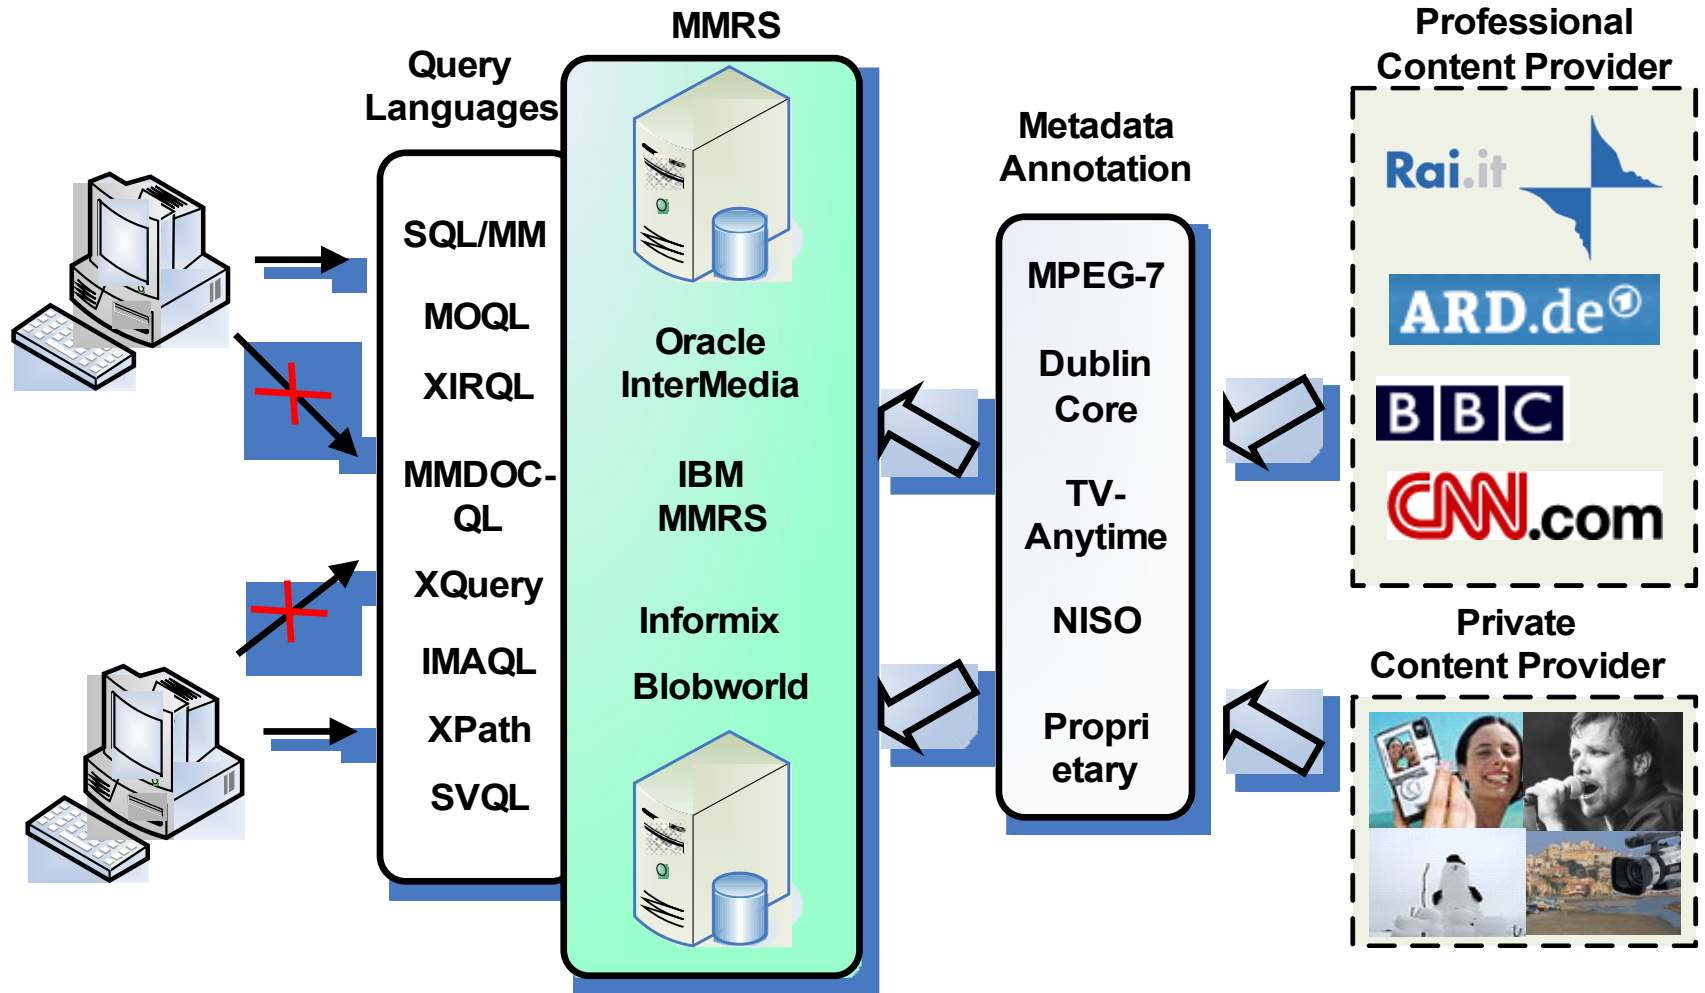 MMRS
Query
Languages
SQL/MM
MOQL
XIRQL
MMDOC-
QL
XQuery
IMAQL
XPath
SVQL
Oracle
InterMedia
IBM
MMRS
Informix
Blobworld
Metadata
Annotation
MPEG-7
Dublin
Core
TV-
Anytime
NISO
Propri
etary
Professional
Content Provider
Rai.it
ARD.de
BBC
CNN.com
Private
Content Provider